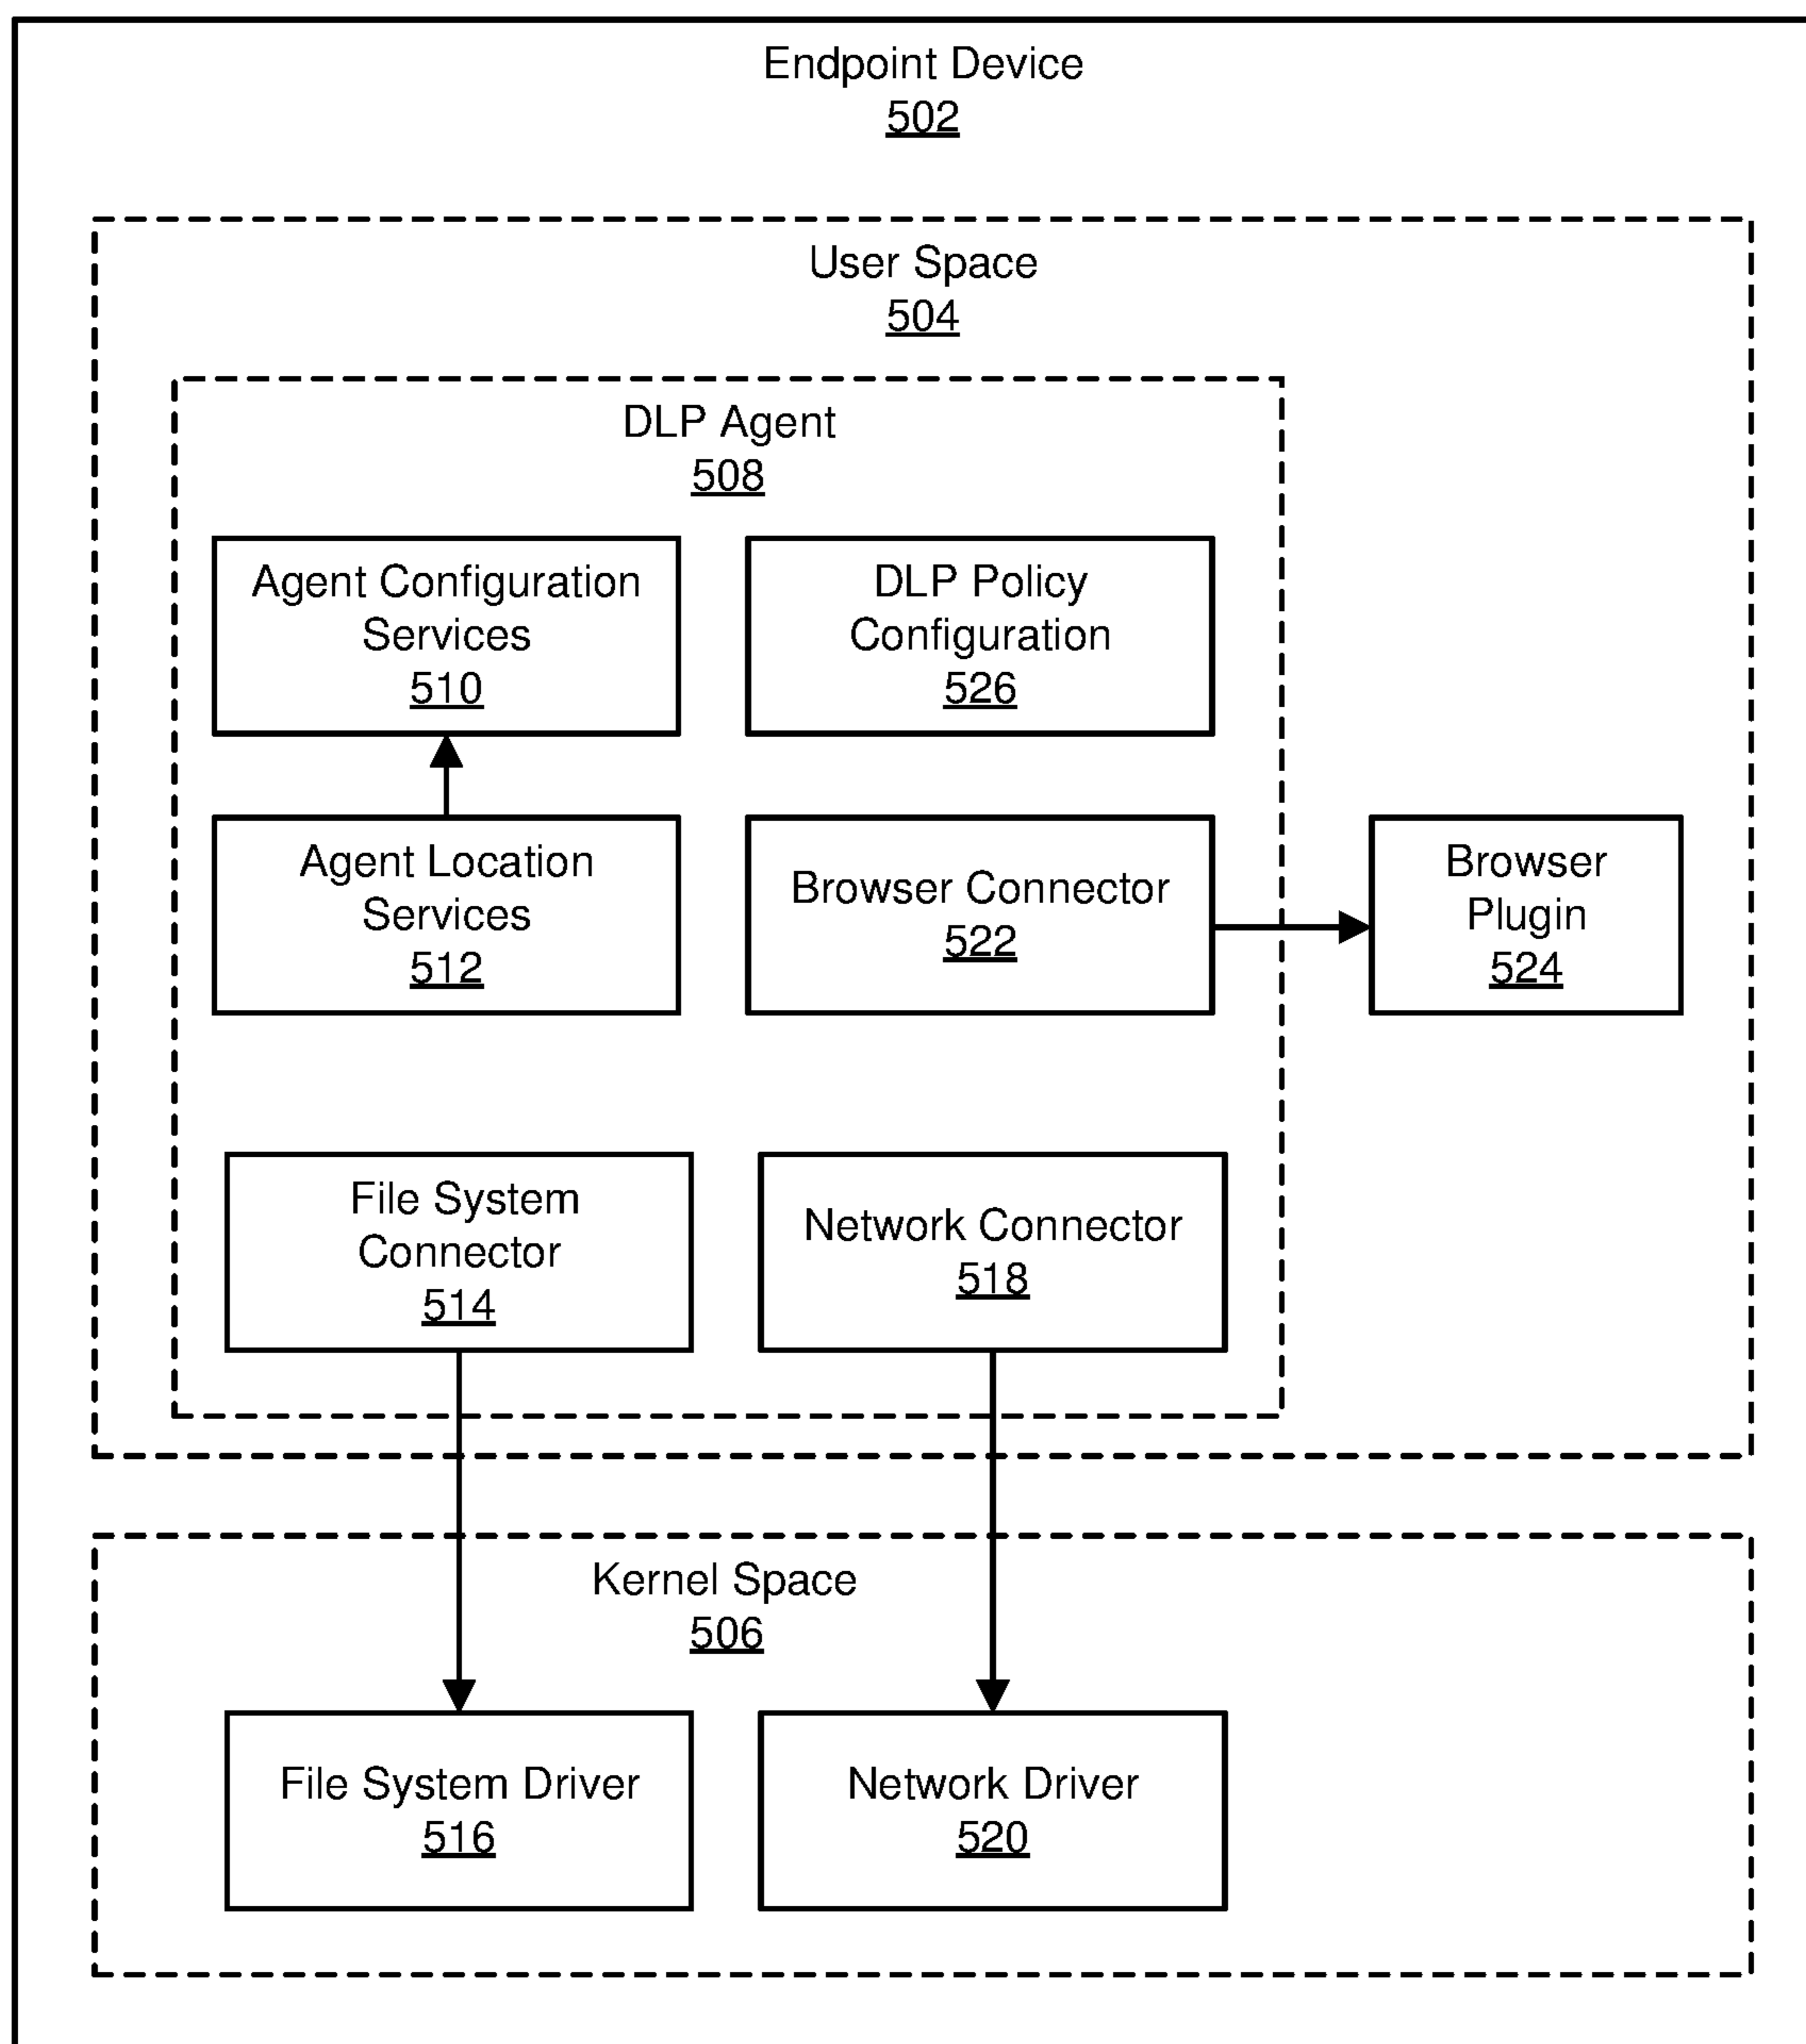 Endpoint Device
502
User Space
504
DLP Agent
508
Agent Configuration
Services
510
DLP Policy
Configuration
526
Agent Location
Services
512
Browser Connector
522
Browser
Plugin
524
File System
Connector
514
Network Connector
518
Kernel Space
506
File System Driver
516
Network Driver
520